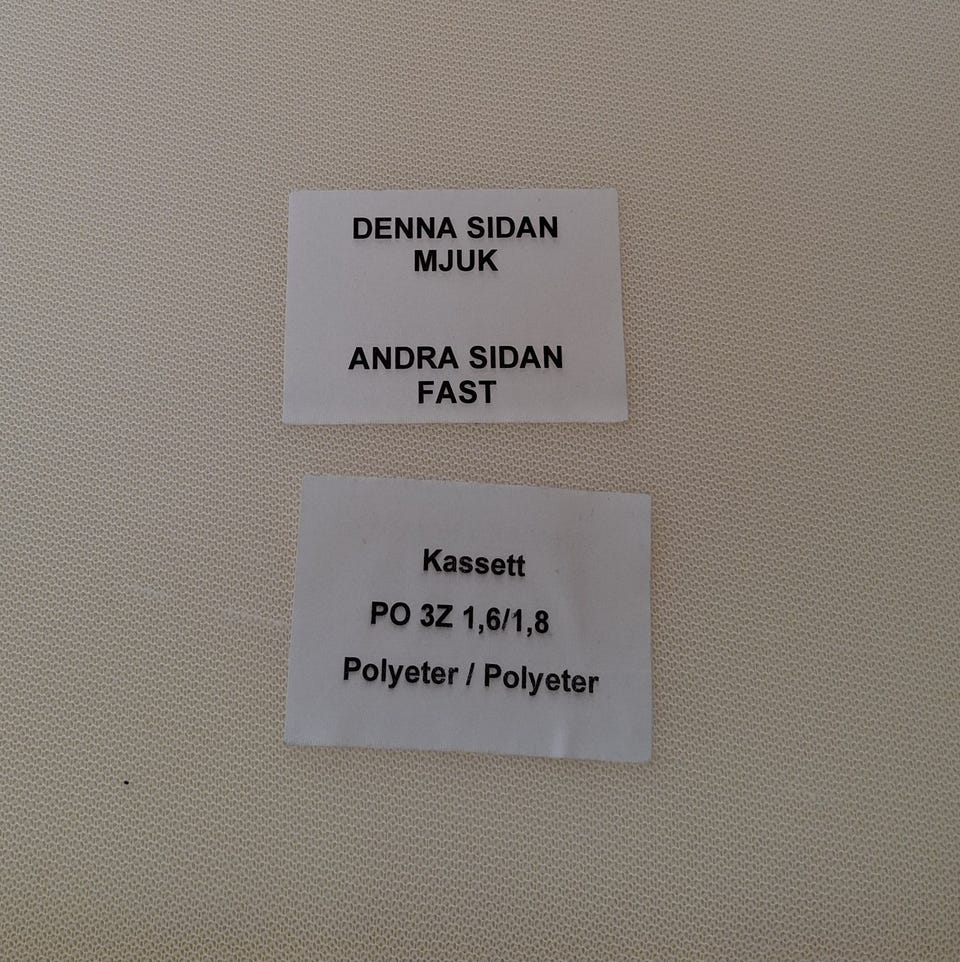 DENNA SIDAN
MJUK
ANDRA SIDAN
FAST
Kassett
PO 3Z 1,6/1,8
Polyeter / Polyeter